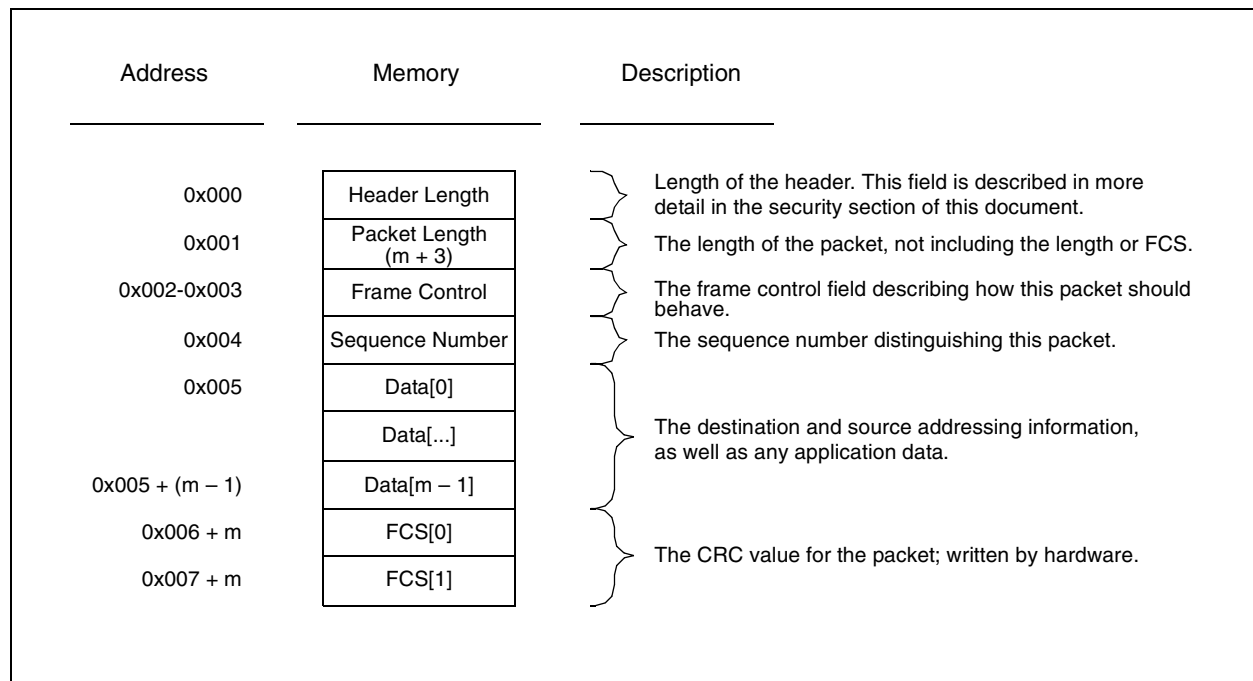 Address Memory Description
0x000 Header Length Length of the header. This field is described in more
detail in the security section of this document.
0x001 Packet Length
(m + 3) The length of the packet, not including the length or FCS.
0x002-0x003 Frame Control The frame control field describing how this packet should
behave.
0x004 Sequence Number The sequence number distinguishing this packet.
0x005 Data[0]
Data[...] The destination and source addressing information,
as well as any application data.
0x005 + (m – 1) Data[m – 1]
0x006 + m FCS[0]
The CRC value for the packet; written by hardware.
0x007 + m FCS[1]